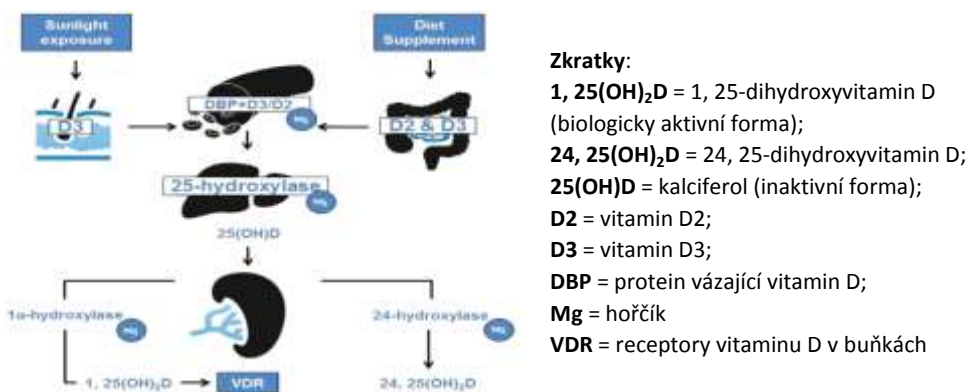 Sunlight
exposure
Diet
Supplement
DBP+D3/D2
Mg
D3
D2 & D3
25-hydroxylase
Mg
25(OH)D
1α-hydroxylase
Mg
24-hydroxylase
Mg
1, 25(OH)₂D
VDR
24, 25(OH)₂D
Zkratky:
1, 25(OH)₂D = 1, 25-dihydroxyvitamin D
(biologicky aktivní forma);
24, 25(OH)₂D = 24, 25-dihydroxyvitamin D;
25(OH)D = kalciferol (inaktivní forma);
D2 = vitamin D2;
D3 = vitamin D3;
DBP = protein vázající vitamin D;
Mg = hořčík
VDR = receptory vitaminu D v buňkách